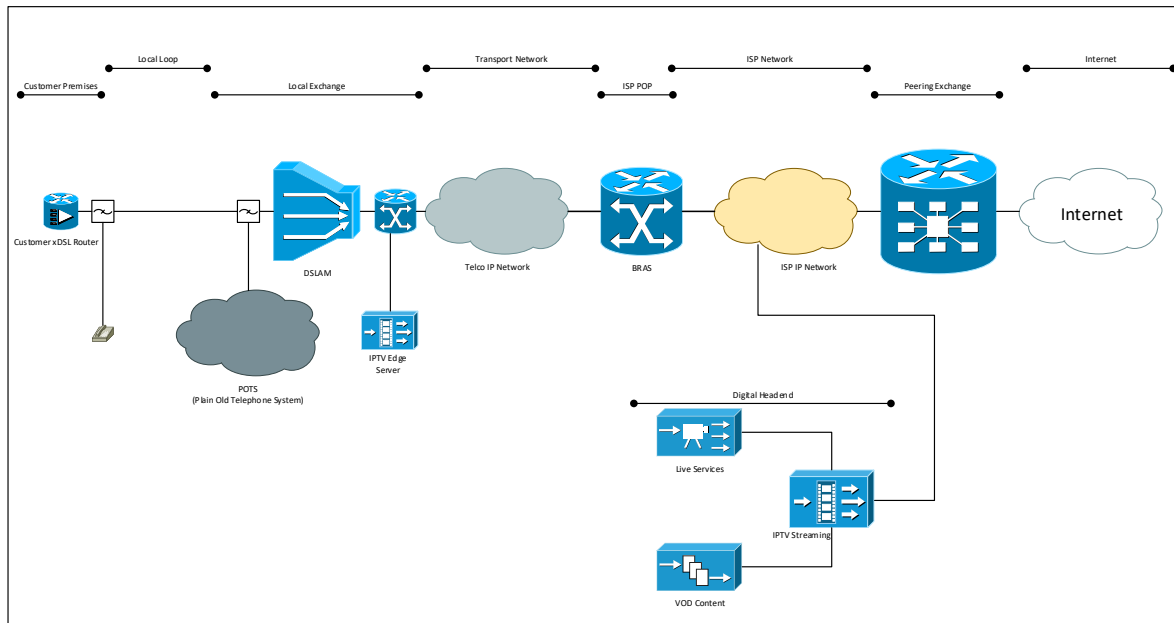 Local Loop
Transport Network
ISP Network
Internet
Customer Premises
Local Exchange
ISP POP
Peering Exchange
Internet
Customer xDSL Router
DSLAM
Telco IP Network
BRAS
ISP IP Network
IPTV Edge
Server
POTS
(Plain Old Telephone System)
Digital Headend
Live Services
IPTV Streaming
VOD Content